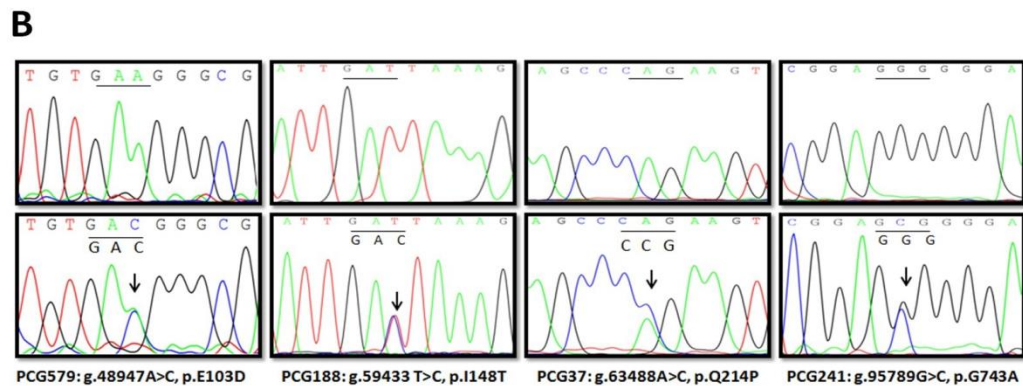 B
T G T G A A G G G C G
A T T G A T T A A A G
A G C C C A G A A G T
C G G A G G G G G G A
T G T G A C G G G C G
G A C
A T T G A T T A A A G
G A C
A G C C C A G A A G T
C C G
C G G A G C G G G G A
G G G
PCG579: g.48947A>C, p.E103D
PCG188: g.59433 T>C, p.I148T
PCG37: g.63488A>C, p.Q214P
PCG241: g.95789G>C, p.G743A